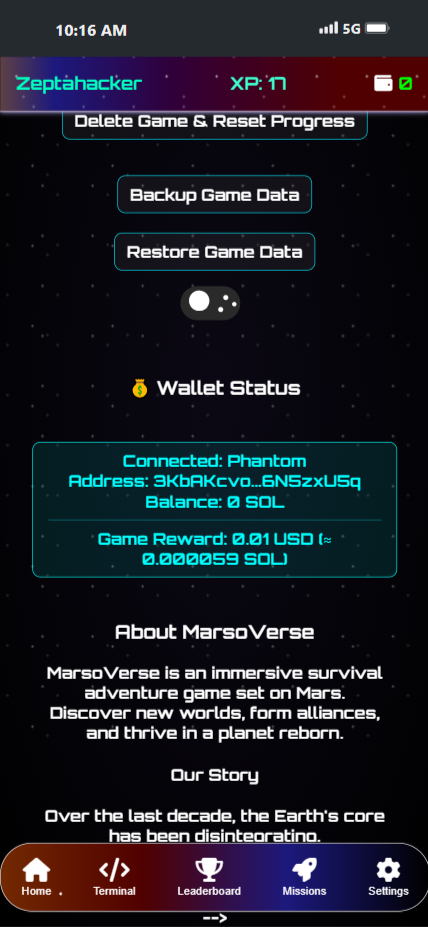 10:16 AM
5G
Zeptahacker
XP: 17
0
Delete Game & Reset Progress
Backup Game Data
Restore Game Data
💰 Wallet Status
Connected: Phantom
Address: 3KbAKcvo...6N5zxU5q
Balance: 0 SOL
Game Reward: 0.01 USD (≈
0.000059 SOL)
About MarsoVerse
MarsoVerse is an immersive survival
adventure game set on Mars.
Discover new worlds, form alliances,
and thrive in a planet reborn.
Our Story
Over the last decade, the Earth's core
has been disintegrating.
Home
Terminal
Leaderboard
Missions
Settings
-->